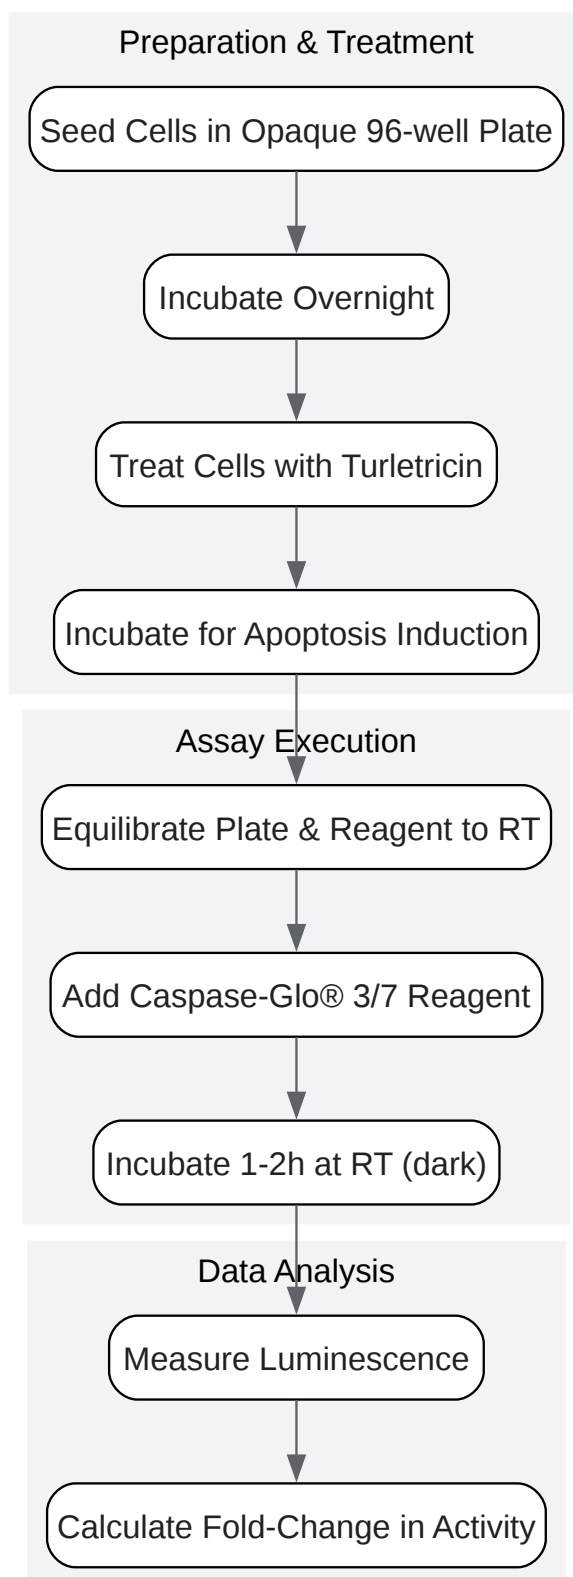 Preparation & Treatment
Seed Cells in Opaque 96-well Plate
Incubate Overnight
Treat Cells with Turletricin
Incubate for Apoptosis Induction
Assay Execution
Equilibrate Plate & Reagent to RT
Add Caspase-Glo® 3/7 Reagent
Incubate 1-2h at RT (dark)
Data Analysis
Measure Luminescence
Calculate Fold-Change in Activity